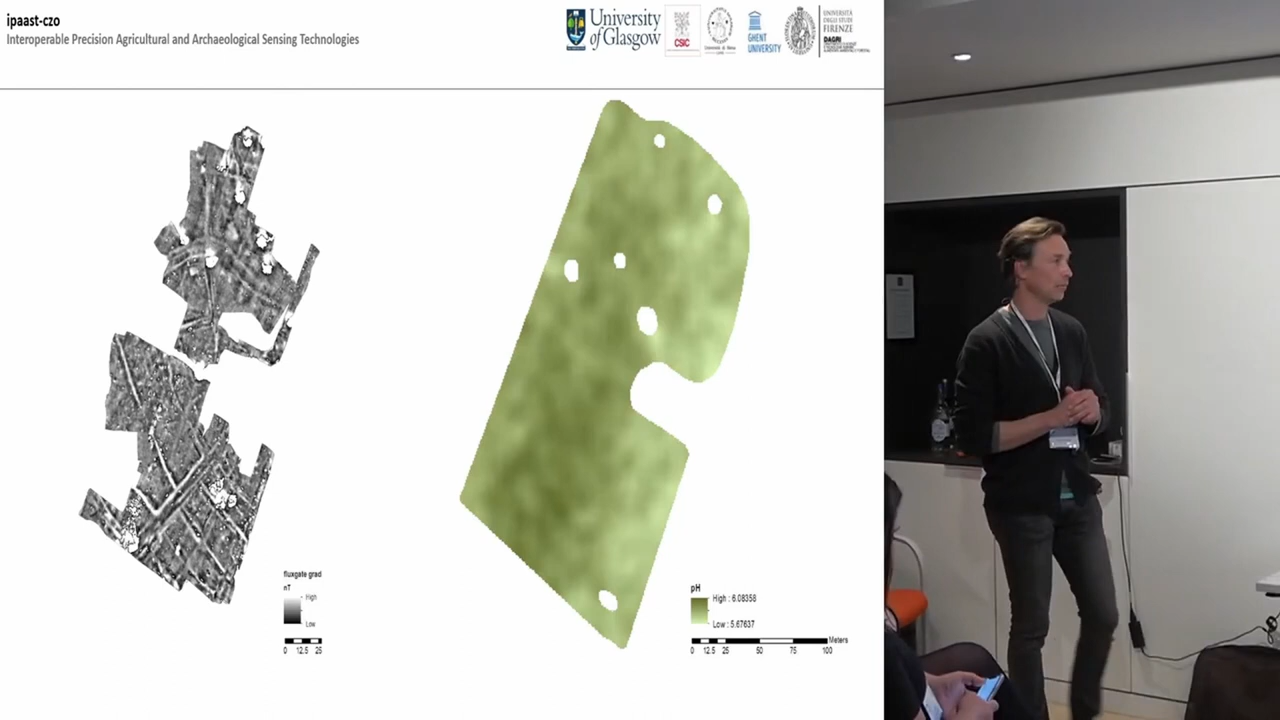 ipaast-czo
Interoperable Precision Agricultural and Archaeological Sensing Technologies
University
of Glasgow
CSIC
GHENT
UNIVERSITY
UNIVERSITÀ
DEGLI STUDI
FIRENZE
DAGRI
fluxgate grad
nT
High
Low
0 12.5 25
pH
High : 6.08358
Low : 5.67637
Meters
0 12.5 25 50 75 100